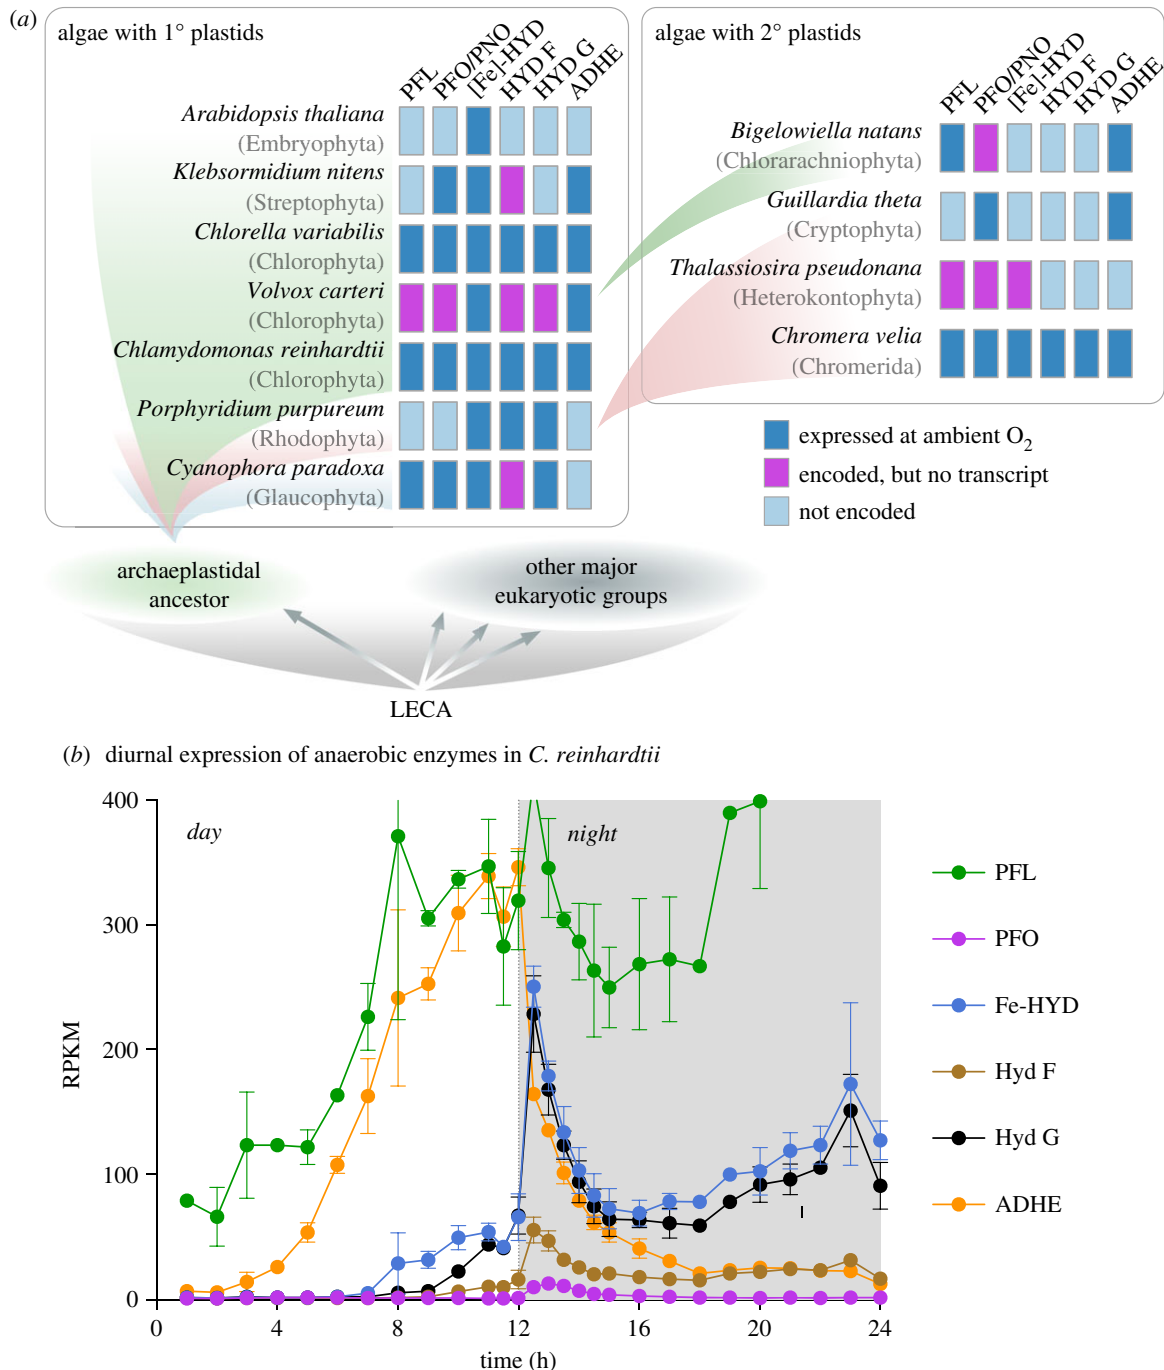 (a)
algae with 1° plastids
PFL
PFO/PNO
[Fe]-HYD
HYD F
HYD G
ADHE
Arabidopsis thaliana
(Embryophyta)
Klebsormidium nitens
(Streptophyta)
Chlorella variabilis
(Chlorophyta)
Volvox carteri
(Chlorophyta)
Chlamydomonas reinhardtii
(Chlorophyta)
Porphyridium purpureum
(Rhodophyta)
Cyanophora paradoxa
(Glaucophyta)
algae with 2° plastids
PFL
PFO/PNO
[Fe]-HYD
HYD F
HYD G
ADHE
Bigelowiella natans
(Chlorarachniophyta)
Guillardia theta
(Cryptophyta)
Thalassiosira pseudonana
(Heterokontophyta)
Chromera velia
(Chromerida)
expressed at ambient O₂
encoded, but no transcript
not encoded
archaeplastidal
ancestor
other major
eukaryotic groups
LECA
(b) diurnal expression of anaerobic enzymes in C. reinhardtii
400
300
200
100
0
RPKM
day
night
0 4 8 12 16 20 24
time (h)
PFL
PFO
Fe-HYD
Hyd F
Hyd G
ADHE